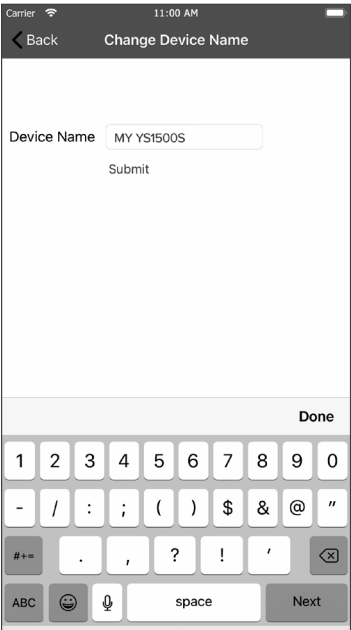 Carrier 11:00 AM
Back Change Device Name
Device Name MY YS1500S
Submit
Done
1 2 3 4 5 6 7 8 9 0
- / : ; ( ) $ & @ "
#+= . , ? ! ' 
ABC space Next